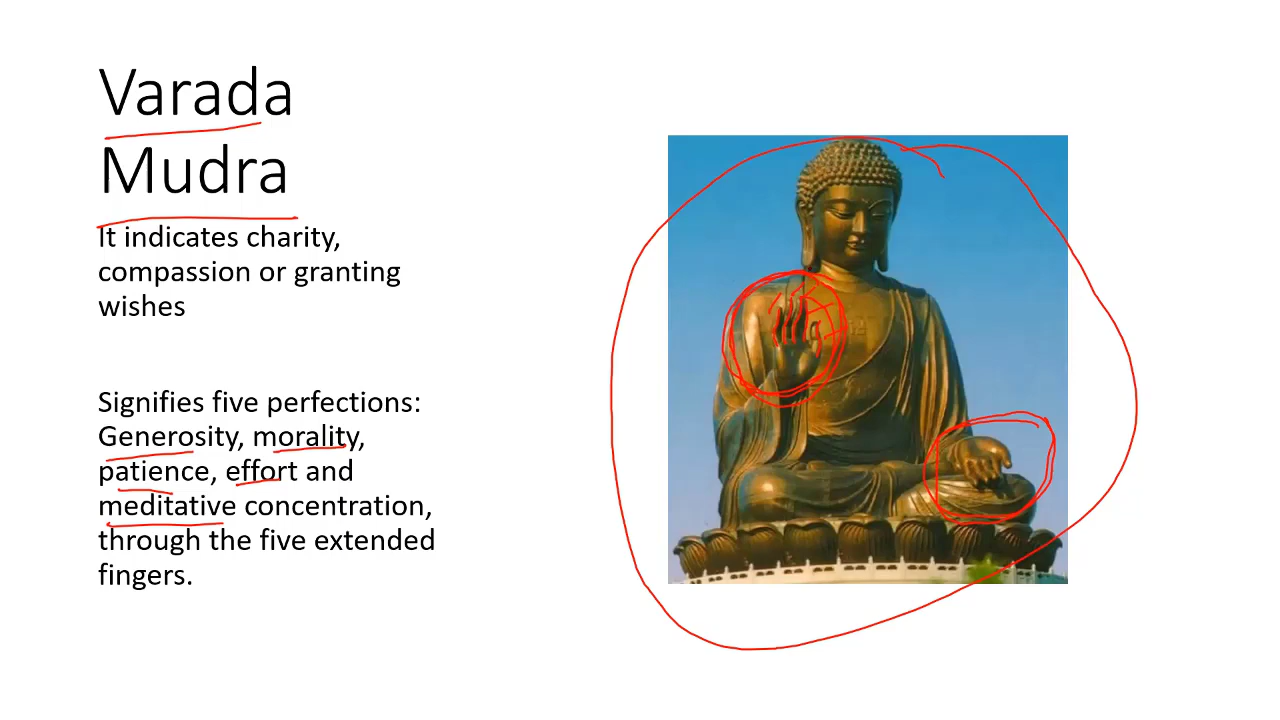 Varada
Mudra
It indicates charity,
compassion or granting
wishes
Signifies five perfections:
Generosity, morality,
patience, effort and
meditative concentration,
through the five extended
fingers.